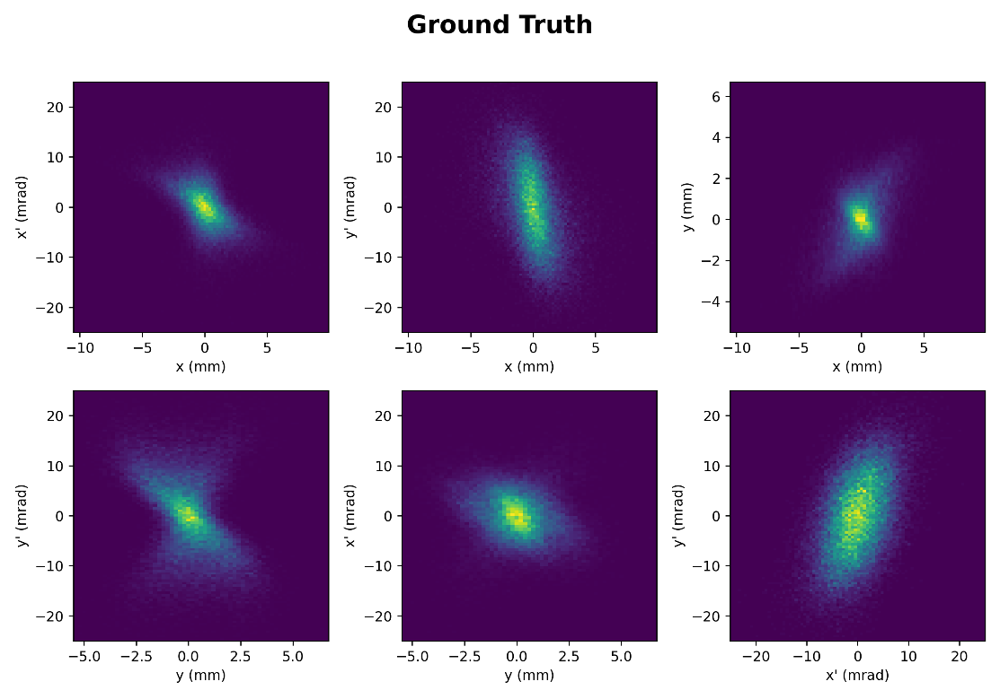 Ground Truth
20
10
0
−10
−20
x' (mrad)
−10 −5 0 5
x (mm)
20
10
0
−10
−20
y' (mrad)
−10 −5 0 5
x (mm)
6
4
2
0
−2
−4
y (mm)
−10 −5 0 5
x (mm)
20
10
0
−10
−20
y' (mrad)
−5.0 −2.5 0.0 2.5 5.0
y (mm)
20
10
0
−10
−20
x' (mrad)
−5.0 −2.5 0.0 2.5 5.0
y (mm)
20
10
0
−10
−20
y' (mrad)
−20 −10 0 10 20
x' (mrad)